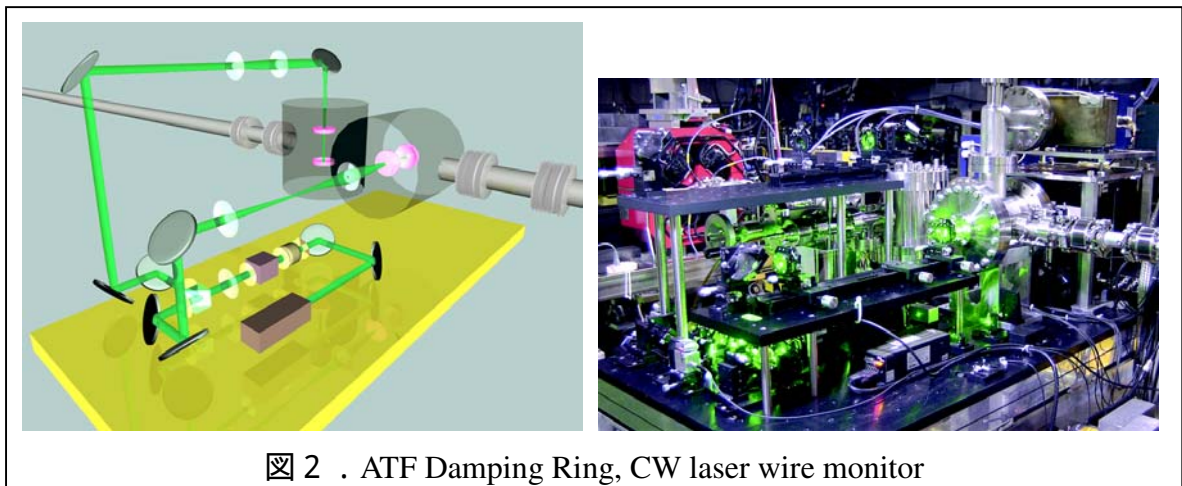 図 2 . ATF Damping Ring, CW laser wire monitor